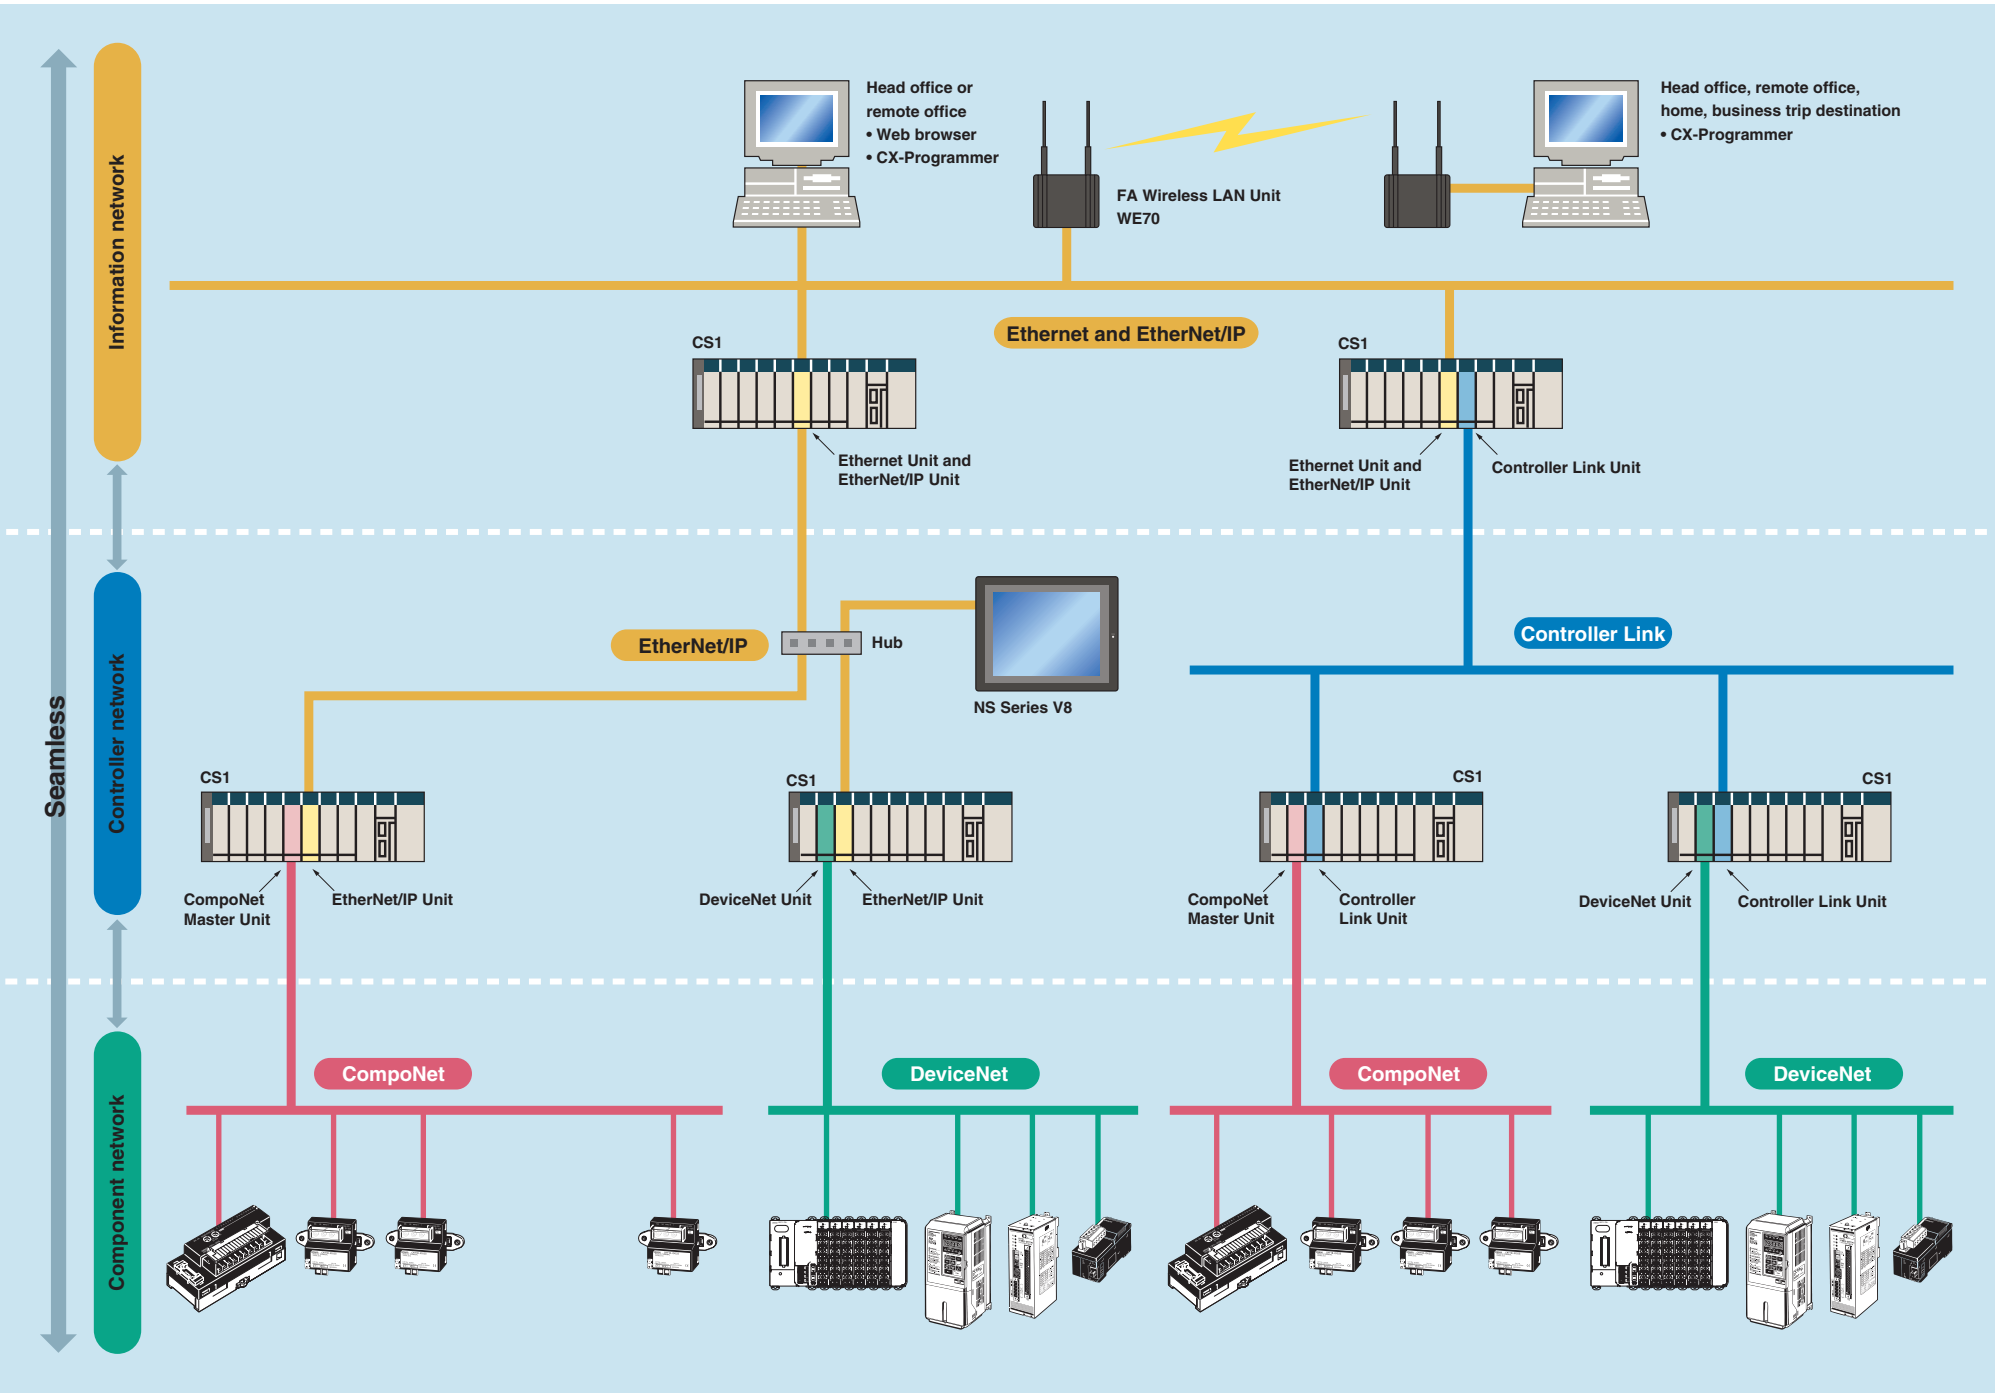 Seamless
Information network
Controller network
Component network
Head office or
remote office
• Web browser
• CX-Programmer
FA Wireless LAN Unit
WE70
Head office, remote office,
home, business trip destination
• CX-Programmer
Ethernet and EtherNet/IP
CS1
CS1
Ethernet Unit and
EtherNet/IP Unit
Ethernet Unit and
EtherNet/IP Unit
Controller Link Unit
EtherNet/IP
Hub
NS Series V8
Controller Link
CS1
CS1
CS1
CS1
CompoNet
Master Unit
EtherNet/IP Unit
DeviceNet Unit
EtherNet/IP Unit
CompoNet
Master Unit
Controller
Link Unit
DeviceNet Unit
Controller Link Unit
CompoNet
DeviceNet
CompoNet
DeviceNet